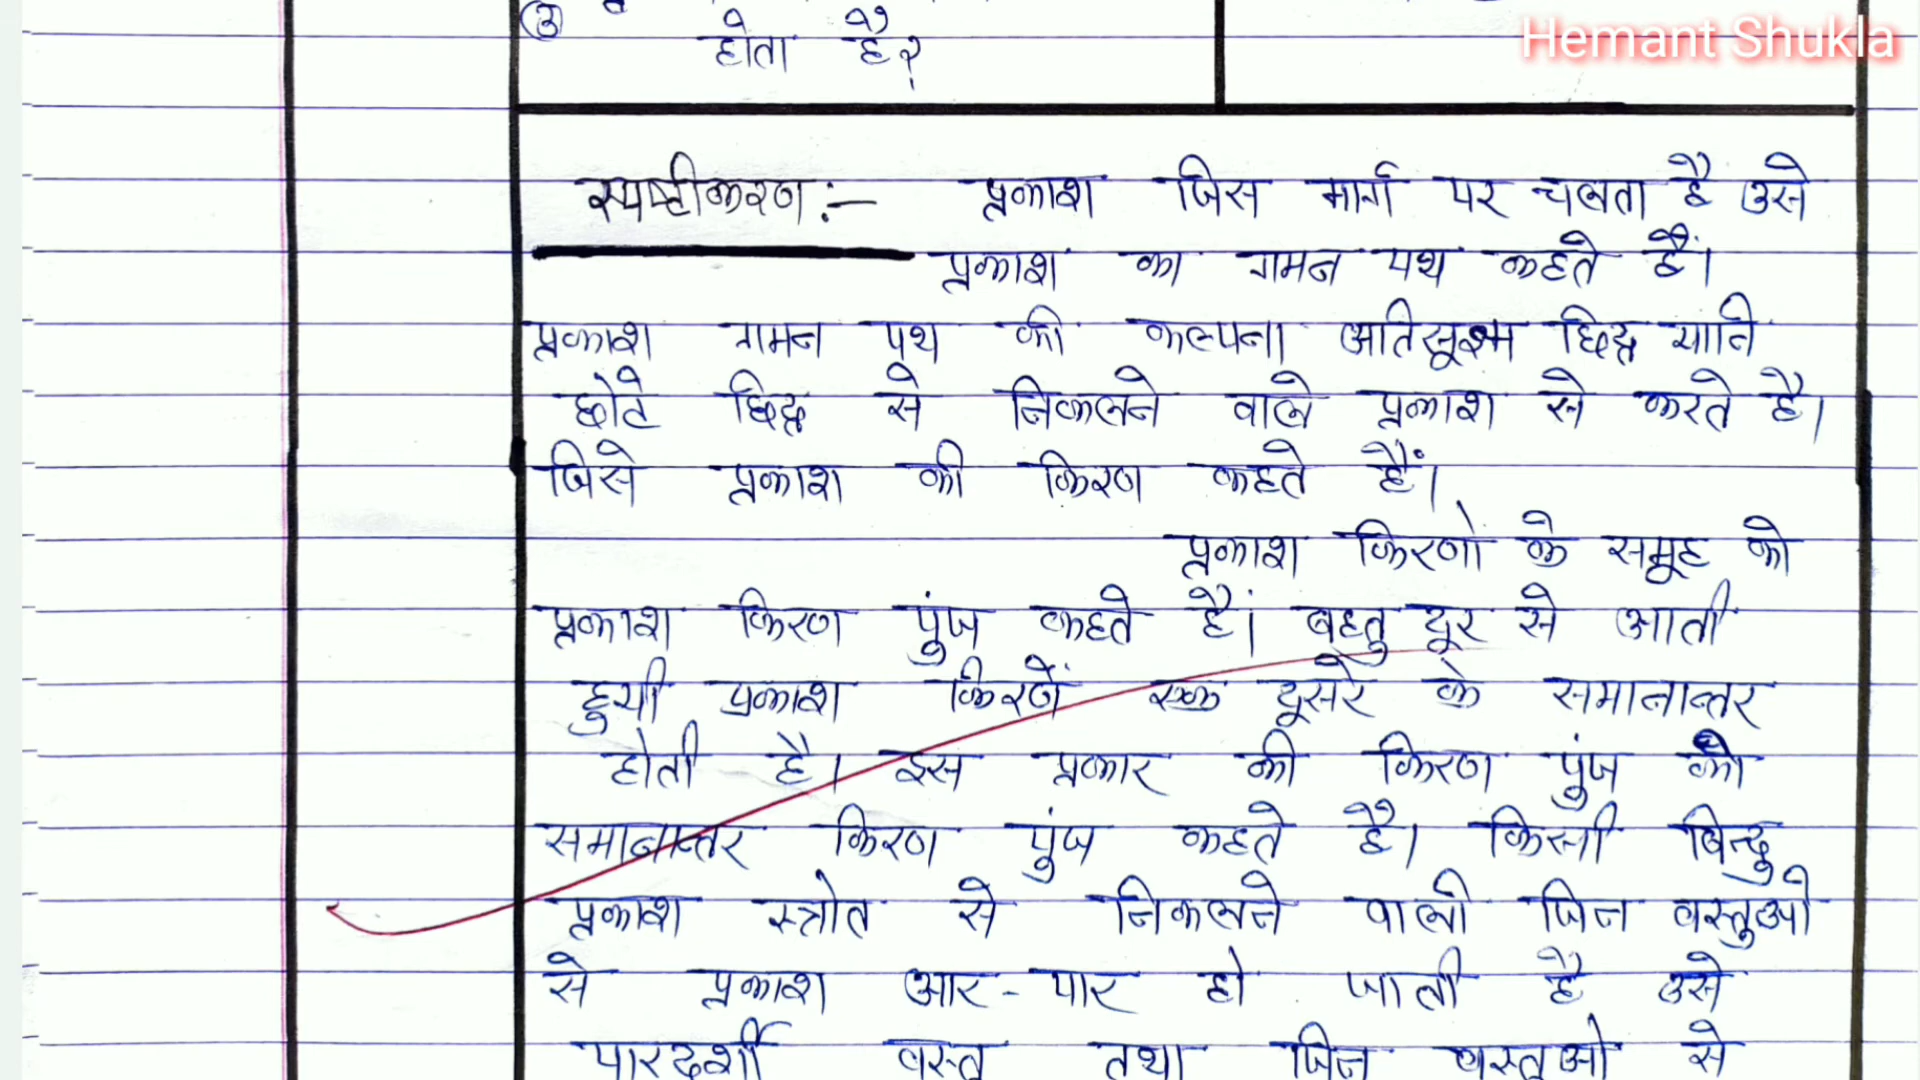 Hemant Shukla
③ होता है?
स्पष्टीकरण:- प्रकाश जिस मार्ग पर चलता है उसे
प्रकाश का गमन पथ कहते हैं।
प्रकाश गमन पथ की कल्पना अतिसूक्ष्म छिद्र यानि
छोटे छिद्र से निकलने वाले प्रकाश से करते है।
जिसे प्रकाश की किरण कहते हैं।
प्रकाश किरणो के समूह को
प्रकाश किरण पुंज कहते हैं। बहतु दूर से आती
हुयी प्रकाश किरणें एक दूसरे के समानान्तर
होती है। इस प्रकार की किरण पुंज को
समानान्तर किरण पुंज कहते है। किसी बिन्दु
प्रकाश स्त्रोत से निकलने वाली जिन वस्तुओ
से प्रकाश आर-पार हो जाती है उसे
पारदर्शी वस्तु तथा जिन वस्तुओ से